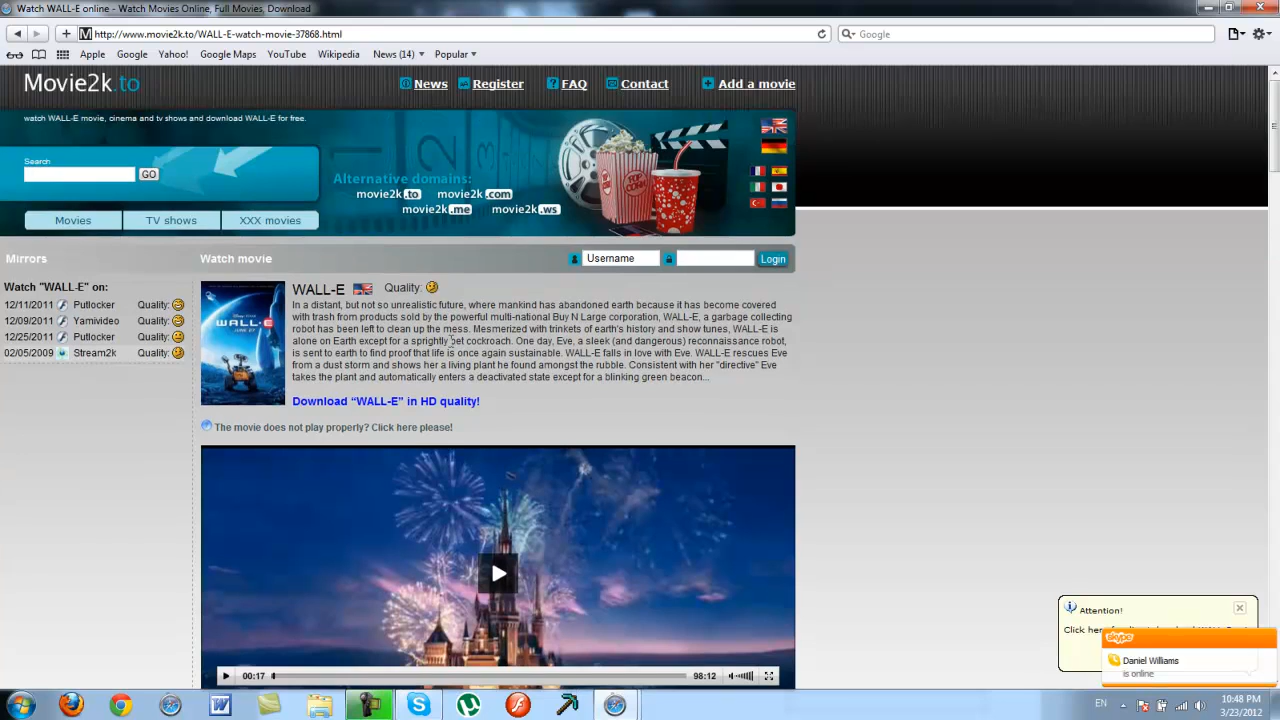 Watch WALL-E online - Watch Movies Online, Full Movies, Download
http://www.movie2k.to/WALL-E-watch-movie-37868.html
Google
Apple Google Yahoo! Google Maps YouTube Wikipedia News (14) Popular
Movie2k.to
News Register FAQ Contact Add a movie
watch WALL-E movie, cinema and tv shows and download WALL-E for free.
Search
GO
Alternative domains:
movie2k.to movie2k.com
movie2k.me movie2k.ws
Movies TV shows XXX movies
Mirrors
Watch movie
Username
Login
Watch "WALL-E" on:
12/11/2011 Putlocker Quality:
12/09/2011 Yamivideo Quality:
12/25/2011 Putlocker Quality:
02/05/2009 Stream2k Quality:
WALL-E
WALL-E Quality:
In a distant, but not so unrealistic future, where mankind has abandoned earth because it has become covered
with trash from products sold by the powerful multi-national Buy N Large corporation, WALL-E, a garbage collecting
robot has been left to clean up the mess. Mesmerized with trinkets of earth's history and show tunes, WALL-E is
alone on Earth except for a sprightly pet cockroach. One day, Eve, a sleek (and dangerous) reconnaissance robot,
is sent to earth to find proof that life is once again sustainable. WALL-E falls in love with Eve. WALL-E rescues Eve
from a dust storm and shows her a living plant he found amongst the rubble. Consistent with her "directive" Eve
takes the plant and automatically enters a deactivated state except for a blinking green beacon...
Download “WALL-E” in HD quality!
The movie does not play properly? Click here please!
00:17 98:12
Attention!
Click here
skype
Daniel Williams
is online
EN
10:48 PM
3/23/2012